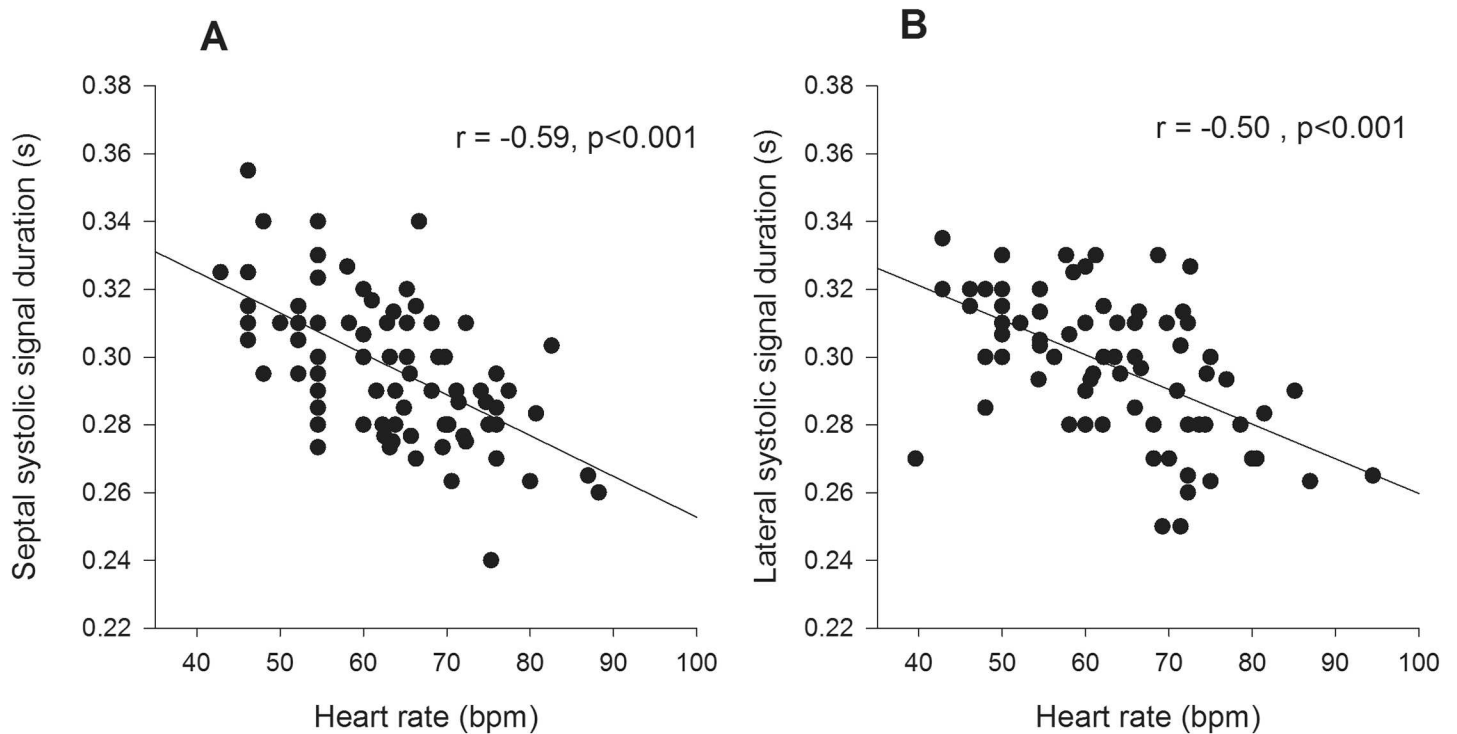 A
Septal systolic signal duration (s)
0.38
0.36
0.34
0.32
0.30
0.28
0.26
0.24
0.22
r = -0.59, p<0.001
40 50 60 70 80 90 100
Heart rate (bpm)
B
Lateral systolic signal duration (s)
0.38
0.36
0.34
0.32
0.30
0.28
0.26
0.24
0.22
r = -0.50 , p<0.001
40 50 60 70 80 90 100
Heart rate (bpm)